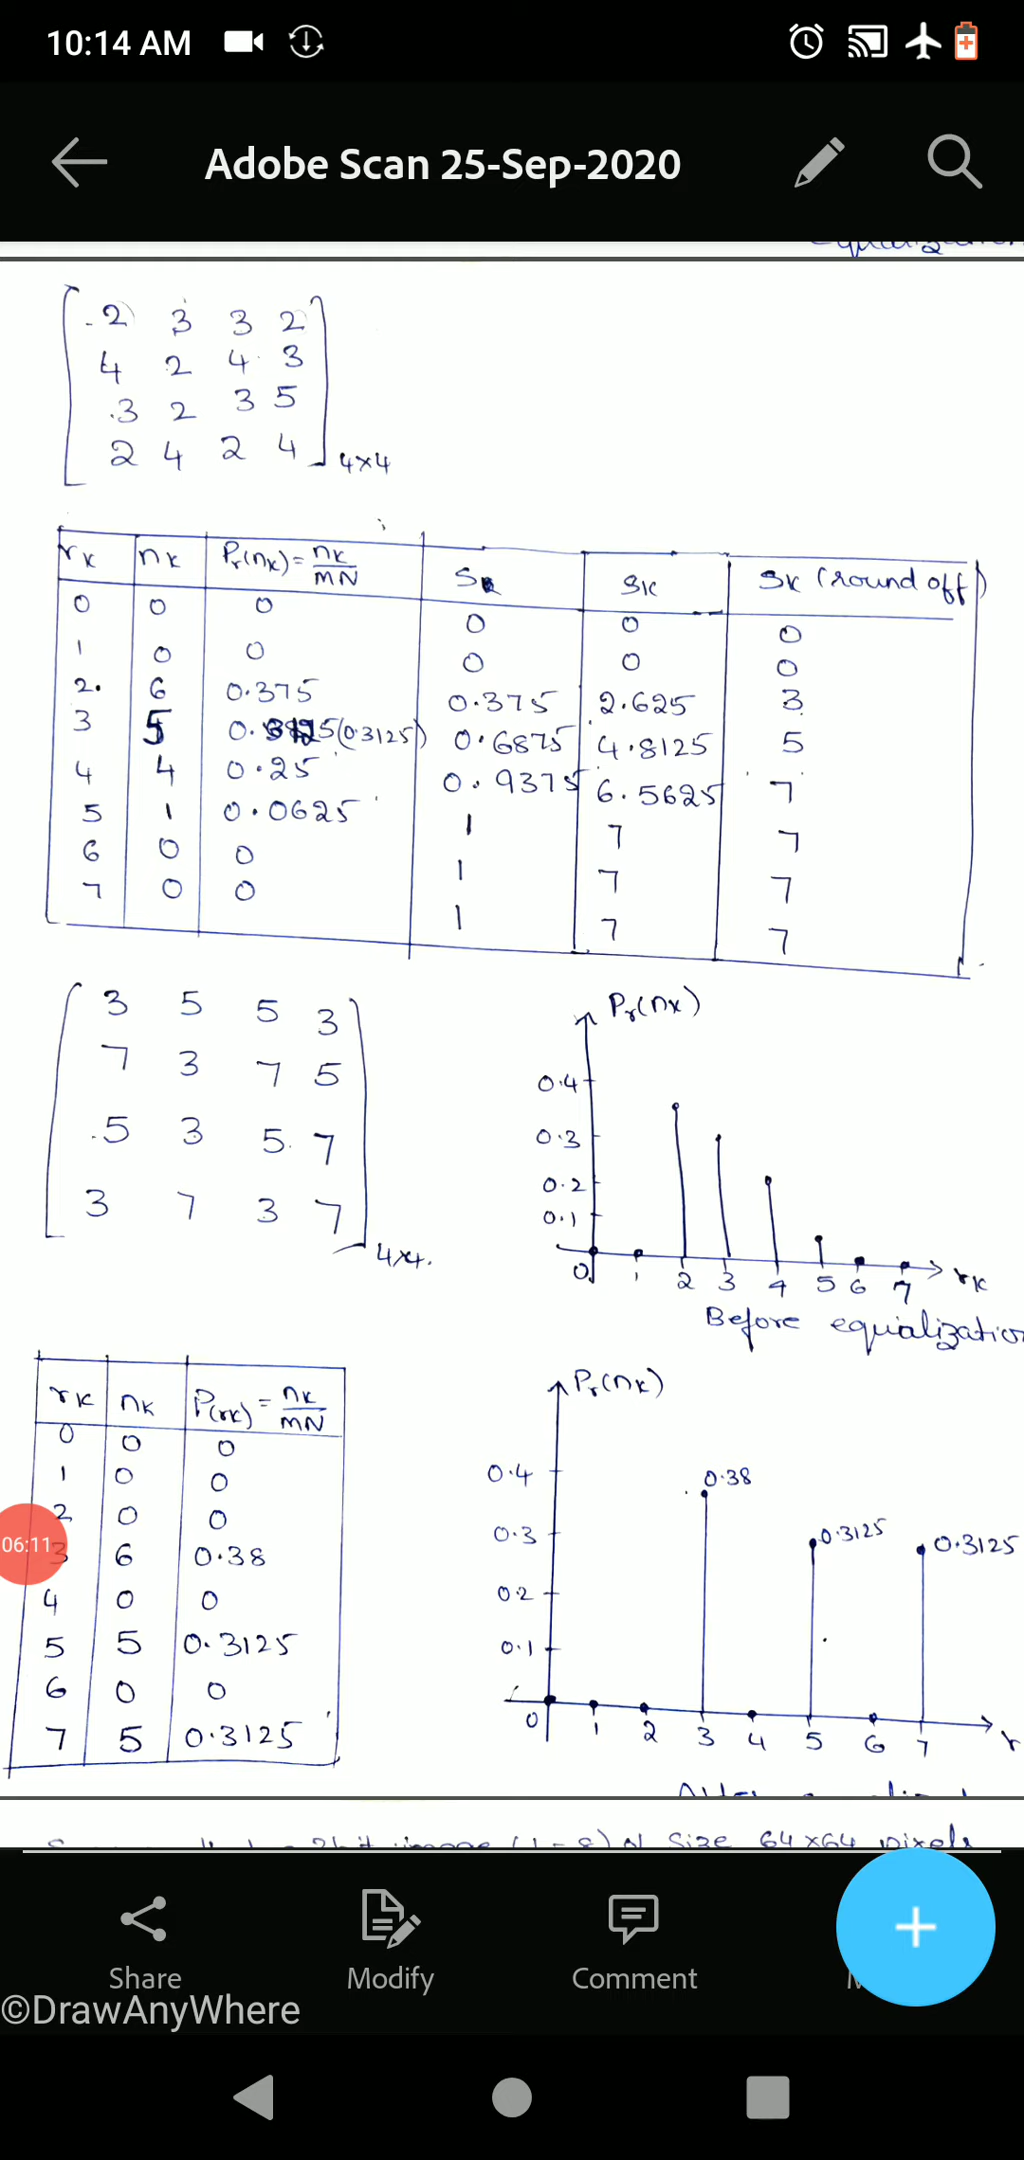 10:14 AM
Adobe Scan 25-Sep-2020
2 3 3 2
4 2 4 3
3 2 3 5
2 4 2 4
4×4
rk nk Pr(nk)=nk/MN Sk Sk Sk (round off)
0 0 0 0 0 0
1 0 0 0 0 0
2. 6 0.375 0.375 2.625 3
3 5 (0.3125) 0.6875 4.8125 5
4 4 0.25 0.9375 6.5625 7
5 1 0.0625 1 7 7
6 0 0 1 7 7
7 0 0 1 7 7
3 5 5 3
7 3 7 5
5 3 5 7
3 7 3 7
4×4.
Pr(nk)
0.4
0.3
0.2
0.1
0 1 2 3 4 5 6 7 rk
Before equialization
rk nk P(rk)=nk/MN
0 0 0
1 0 0
2 0 0
3 6 0.38
4 0 0
5 5 0.3125
6 0 0
7 5 0.3125
06:11
Pr(nk)
0.4 0.38
0.3 0.3125 0.3125
0.2
0.1
0 1 2 3 4 5 6 7 r
size 64×64 pixels
Share
Modify
Comment
©DrawAnyWhere